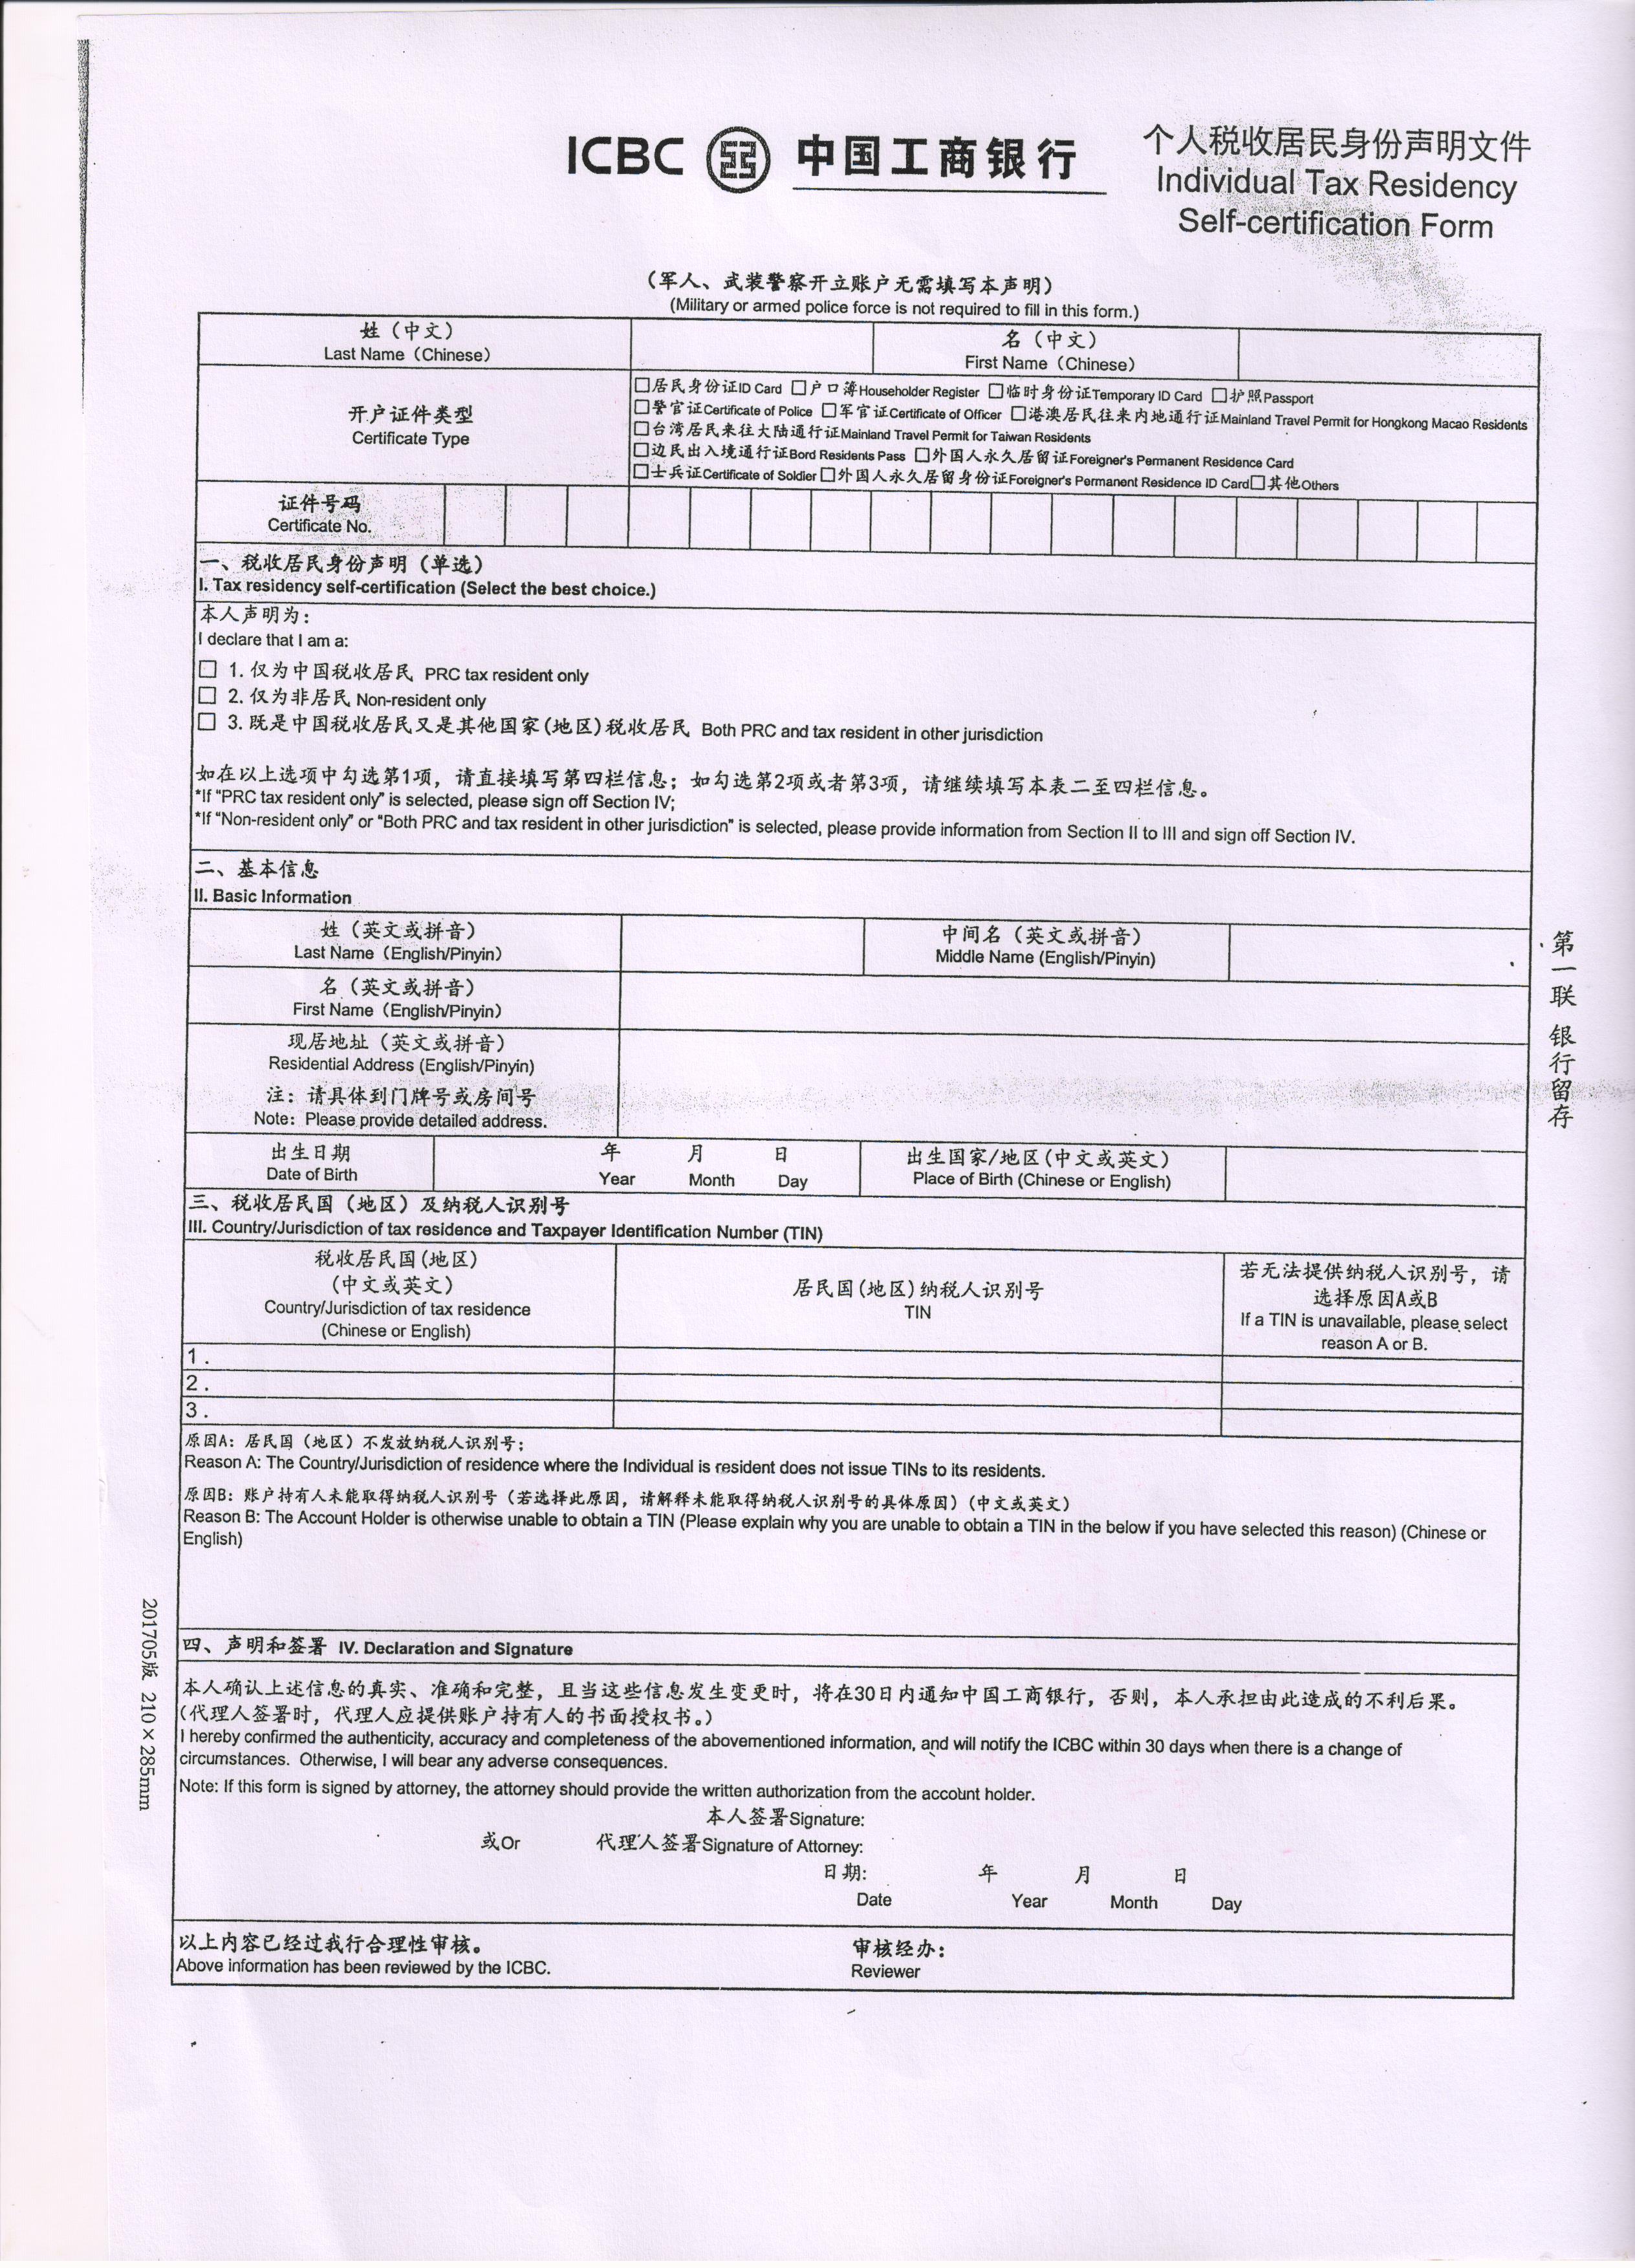 ICBC 中国工商银行
个人税收居民身份声明文件
Individual Tax Residency
Self-certification Form
（军人、武装警察开立账户无需填写本声明）
(Military or armed police force is not required to fill in this form.)
姓（中文）
Last Name（Chinese）
名（中文）
First Name（Chinese）
开户证件类型
Certificate Type
□居民身份证ID Card □户口簿Householder Register □临时身份证Temporary ID Card □护照Passport
□警官证Certificate of Police □军官证Certificate of Officer □港澳居民往来内地通行证Mainland Travel Permit for Hongkong Macao Residents
□台湾居民来往大陆通行证Mainland Travel Permit for Taiwan Residents
□边民出入境通行证Bord Residents Pass □外国人永久居留证Foreigner's Permanent Residence Card
□士兵证Certificate of Soldier □外国人永久居留身份证Foreigner's Permanent Residence ID Card□其他Others
证件号码
Certificate No.
一、税收居民身份声明（单选）
I. Tax residency self-certification (Select the best choice.)
本人声明为：
I declare that I am a:
□ 1. 仅为中国税收居民 PRC tax resident only
□ 2. 仅为非居民 Non-resident only
□ 3. 既是中国税收居民又是其他国家(地区)税收居民 Both PRC and tax resident in other jurisdiction
如在以上选项中勾选第1项，请直接填写第四栏信息；如勾选第2项或者第3项，请继续填写本表二至四栏信息。
*If "PRC tax resident only" is selected, please sign off Section IV;
*If "Non-resident only" or "Both PRC and tax resident in other jurisdiction" is selected, please provide information from Section II to III and sign off Section IV.
二、基本信息
II. Basic Information
姓（英文或拼音）
Last Name（English/Pinyin）
中间名（英文或拼音）
Middle Name (English/Pinyin)
名（英文或拼音）
First Name（English/Pinyin）
现居地址（英文或拼音）
Residential Address (English/Pinyin)
注：请具体到门牌号或房间号
Note: Please provide detailed address.
出生日期
Date of Birth
年 月 日
Year Month Day
出生国家/地区(中文或英文)
Place of Birth (Chinese or English)
三、税收居民国（地区）及纳税人识别号
III. Country/Jurisdiction of tax residence and Taxpayer Identification Number (TIN)
税收居民国(地区)
(中文或英文)
Country/Jurisdiction of tax residence
(Chinese or English)
居民国(地区)纳税人识别号
TIN
若无法提供纳税人识别号，请
选择原因A或B
If a TIN is unavailable, please select
reason A or B.
1.
2.
3.
原因A：居民国（地区）不发放纳税人识别号；
Reason A: The Country/Jurisdiction of residence where the Individual is resident does not issue TINs to its residents.
原因B：账户持有人未能取得纳税人识别号（若选择此原因，请解释未能取得纳税人识别号的具体原因）(中文或英文)
Reason B: The Account Holder is otherwise unable to obtain a TIN (Please explain why you are unable to obtain a TIN in the below if you have selected this reason) (Chinese or
English)
四、声明和签署 IV. Declaration and Signature
本人确认上述信息的真实、准确和完整，且当这些信息发生变更时，将在30日内通知中国工商银行，否则，本人承担由此造成的不利后果。
（代理人签署时，代理人应提供账户持有人的书面授权书。）
I hereby confirmed the authenticity, accuracy and completeness of the abovementioned information, and will notify the ICBC within 30 days when there is a change of
circumstances. Otherwise, I will bear any adverse consequences.
Note: If this form is signed by attorney, the attorney should provide the written authorization from the account holder.
本人签署Signature:
或Or 代理人签署Signature of Attorney:
日期: 年 月 日
Date Year Month Day
以上内容已经过我行合理性审核。
Above information has been reviewed by the ICBC.
审核经办：
Reviewer
第一联 银行留存
201705版 210×285mm